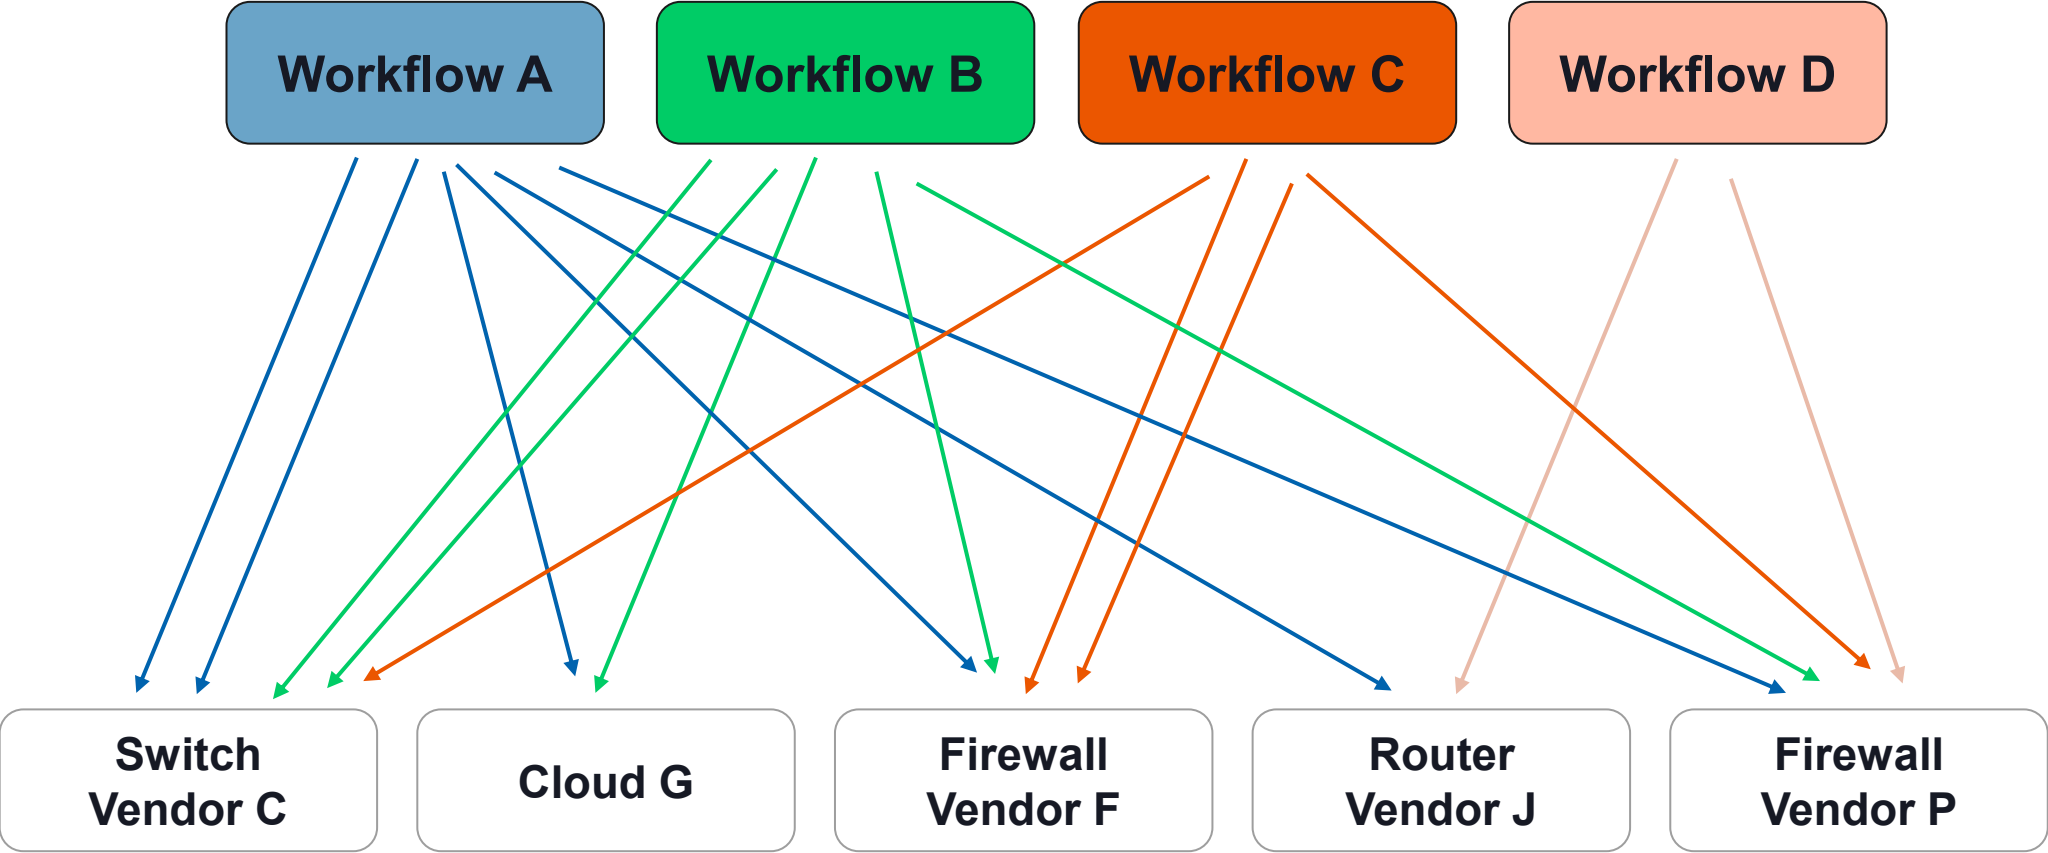 Workflow A
Workflow B
Workflow C
Workflow D
Switch
Vendor C
Cloud G
Firewall
Vendor F
Router
Vendor J
Firewall
Vendor P